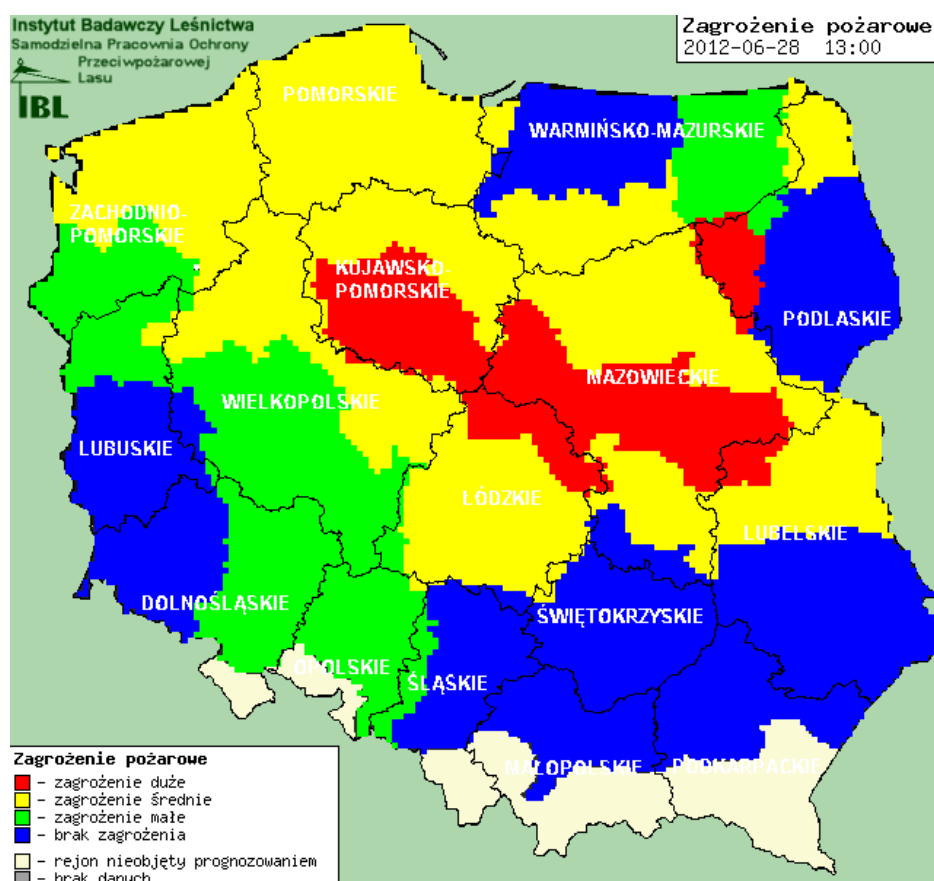 Instytut Badawczy Leśnictwa
Samodzielna Pracownia Ochrony
Przeciwpożarowej
Lasu
IBL
Zagrożenie pożarowe
2012-06-28 13:00
POMORSKIE
WARMIŃSKO-MAZURSKIE
ZACHODNIO-
POMORSKIE
KUJAWSKO-
POMORSKIE
PODLASKIE
MAZOWIECKIE
WIELKOPOLSKIE
LUBUSKIE
ŁÓDZKIE
LUBELSKIE
DOLNOŚLĄSKIE
ŚWIĘTOKRZYSKIE
OPOLSKIE
ŚLĄSKIE
MAŁOPOLSKIE
PODKARPACKIE
Zagrożenie pożarowe
– zagrożenie duże
– zagrożenie średnie
– zagrożenie małe
– brak zagrożenia
– rejon nieobjęty prognozowaniem
– brak danych